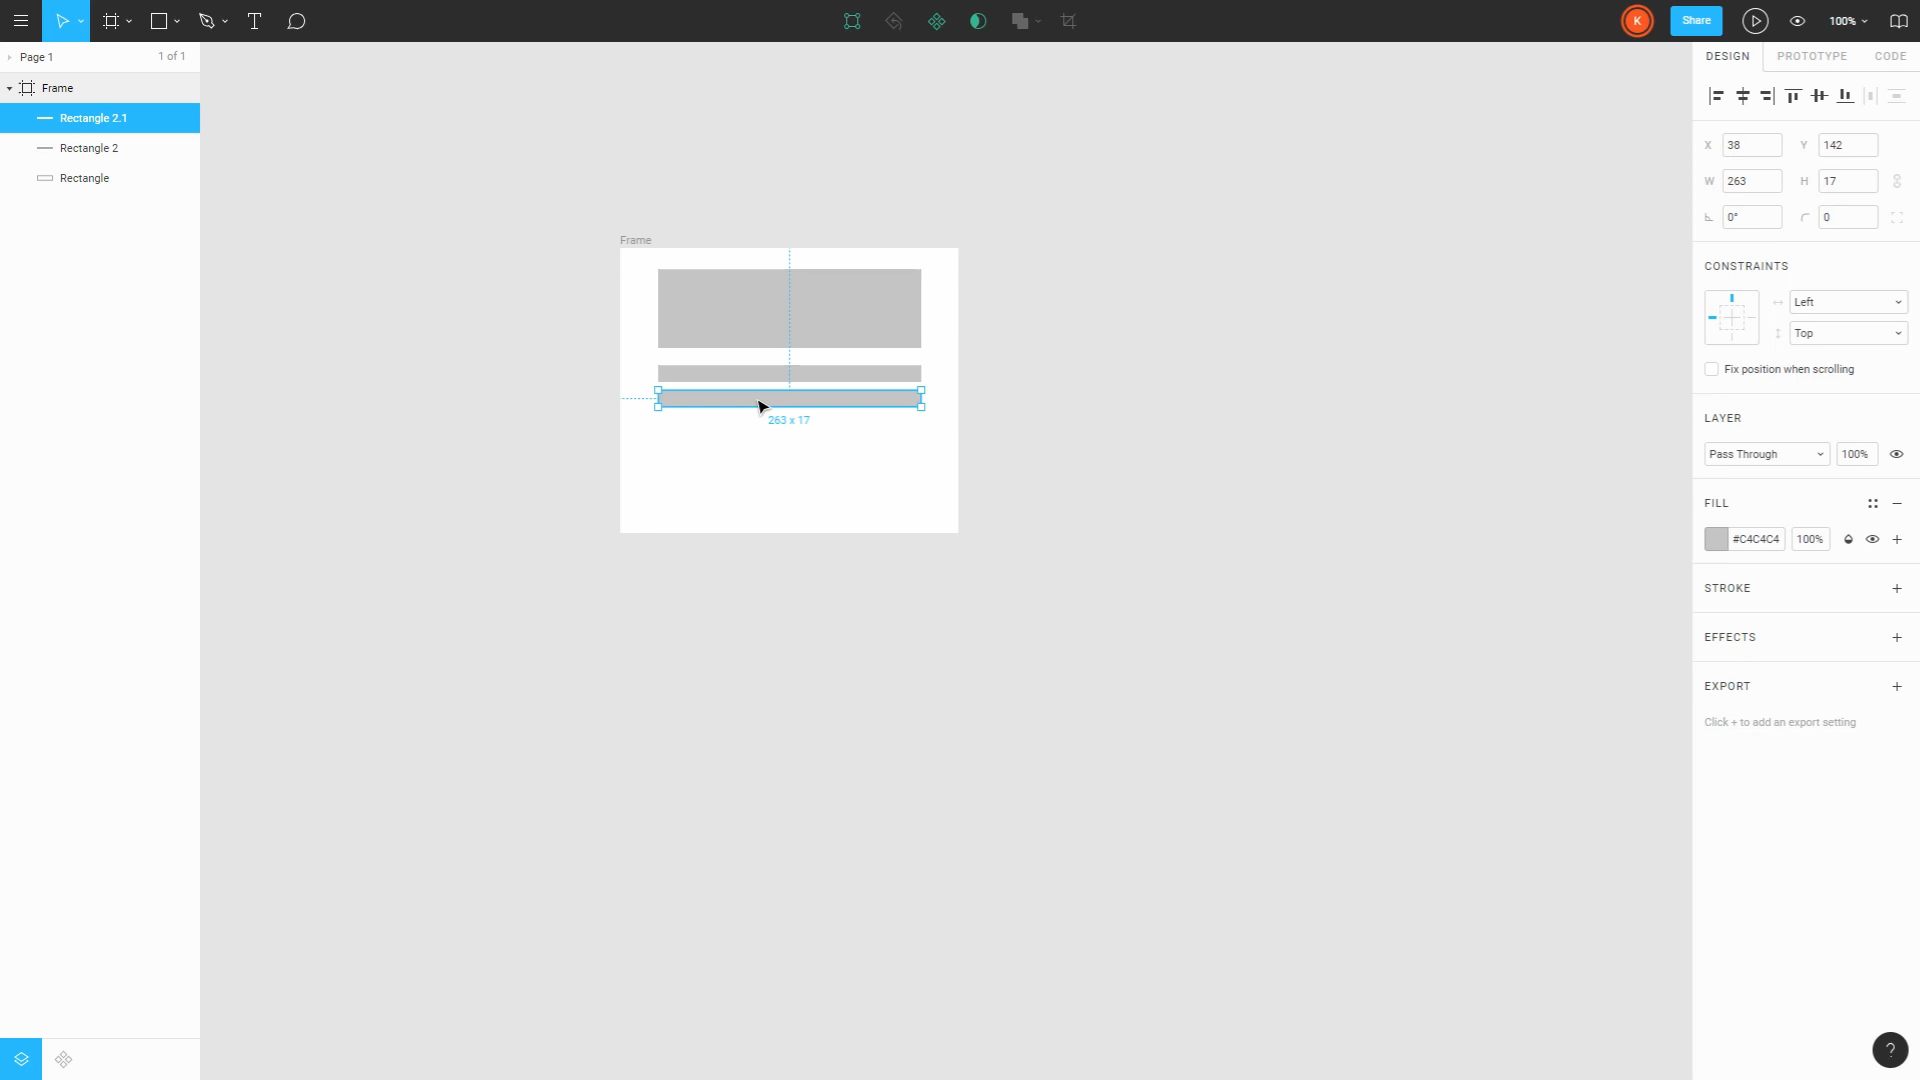 K
Share
100%
Page 1
1 of 1
DESIGN
PROTOTYPE
CODE
Frame
Rectangle 2.1
Rectangle 2
Rectangle
Frame
263 x 17
X 38
Y 142
W 263
H 17
0°
0
CONSTRAINTS
Left
Top
Fix position when scrolling
LAYER
Pass Through
100%
FILL
#C4C4C4
100%
STROKE
EFFECTS
EXPORT
Click + to add an export setting
?